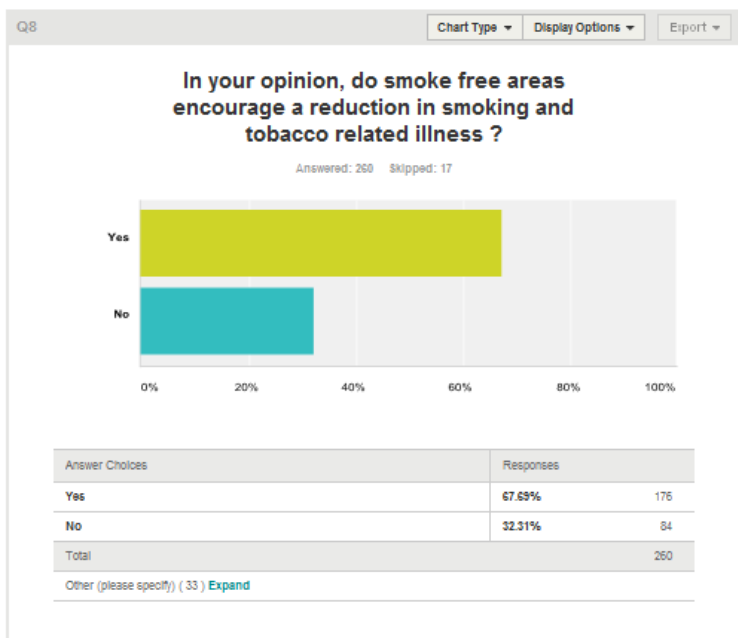 Q8 Chart Type Display Options Export
In your opinion, do smoke free areas
encourage a reduction in smoking and
tobacco related illness ?
Answered: 260 Skipped: 17
Yes
No
0% 20% 40% 60% 80% 100%
Answer Choices Responses
Yes 67.69% 176
No 32.31% 84
Total 260
Other (please specify) ( 33 ) Expand